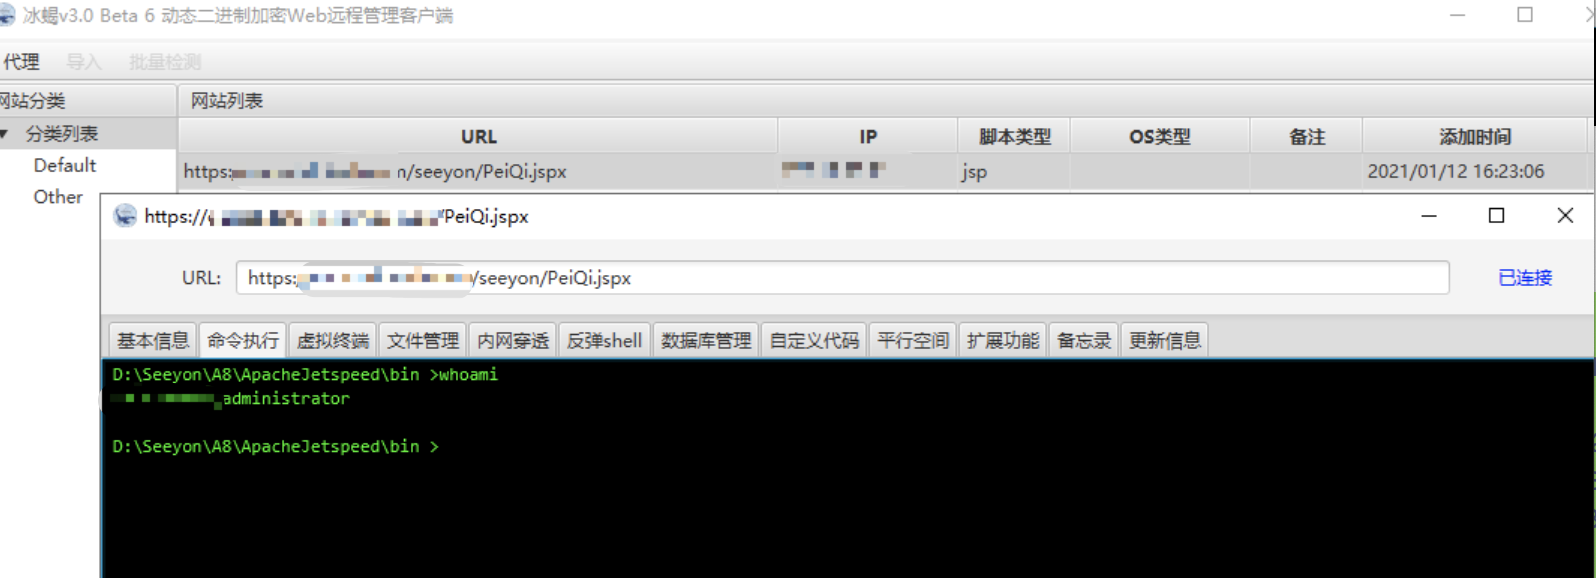 冰蝎v3.0 Beta 6 动态二进制加密Web远程管理客户端
代理 导入 批量检测
网站分类 网站列表
分类列表 URL IP 脚本类型 OS类型 备注 添加时间
Default https: /seeyon/PeiQi.jspx jsp 2021/01/12 16:23:06
Other
https:// PeiQi.jspx
URL: https: /seeyon/PeiQi.jspx 已连接
基本信息 命令执行 虚拟终端 文件管理 内网穿透 反弹shell 数据库管理 自定义代码 平行空间 扩展功能 备忘录 更新信息
D:\Seeyon\A8\ApacheJetspeed\bin >whoami
administrator
D:\Seeyon\A8\ApacheJetspeed\bin >